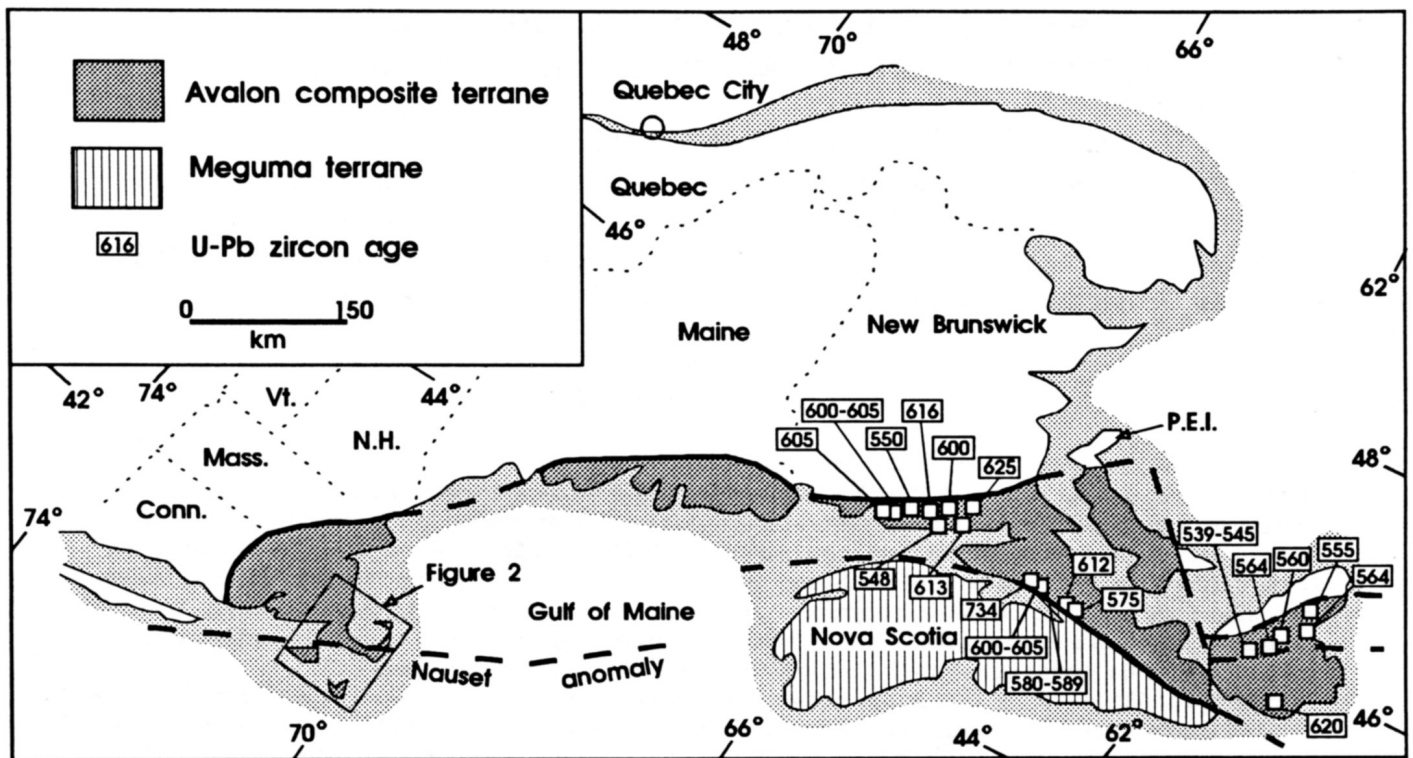 48°
70°
66°
Avalon composite terrane
Quebec City
Meguma terrane
Quebec
46°
616
U-Pb zircon age
0
150
km
62°
Maine
New Brunswick
42°
74°
44°
Vt.
N.H.
Mass.
Conn.
600-605
616
P.E.I.
605
550
600
625
48°
74°
539-545
560
555
564
564
Figure 2
548
613
612
734
575
Gulf of Maine
Nova Scotia
600-605
580-589
Nauset
anomaly
620
46°
70°
66°
44°
62°